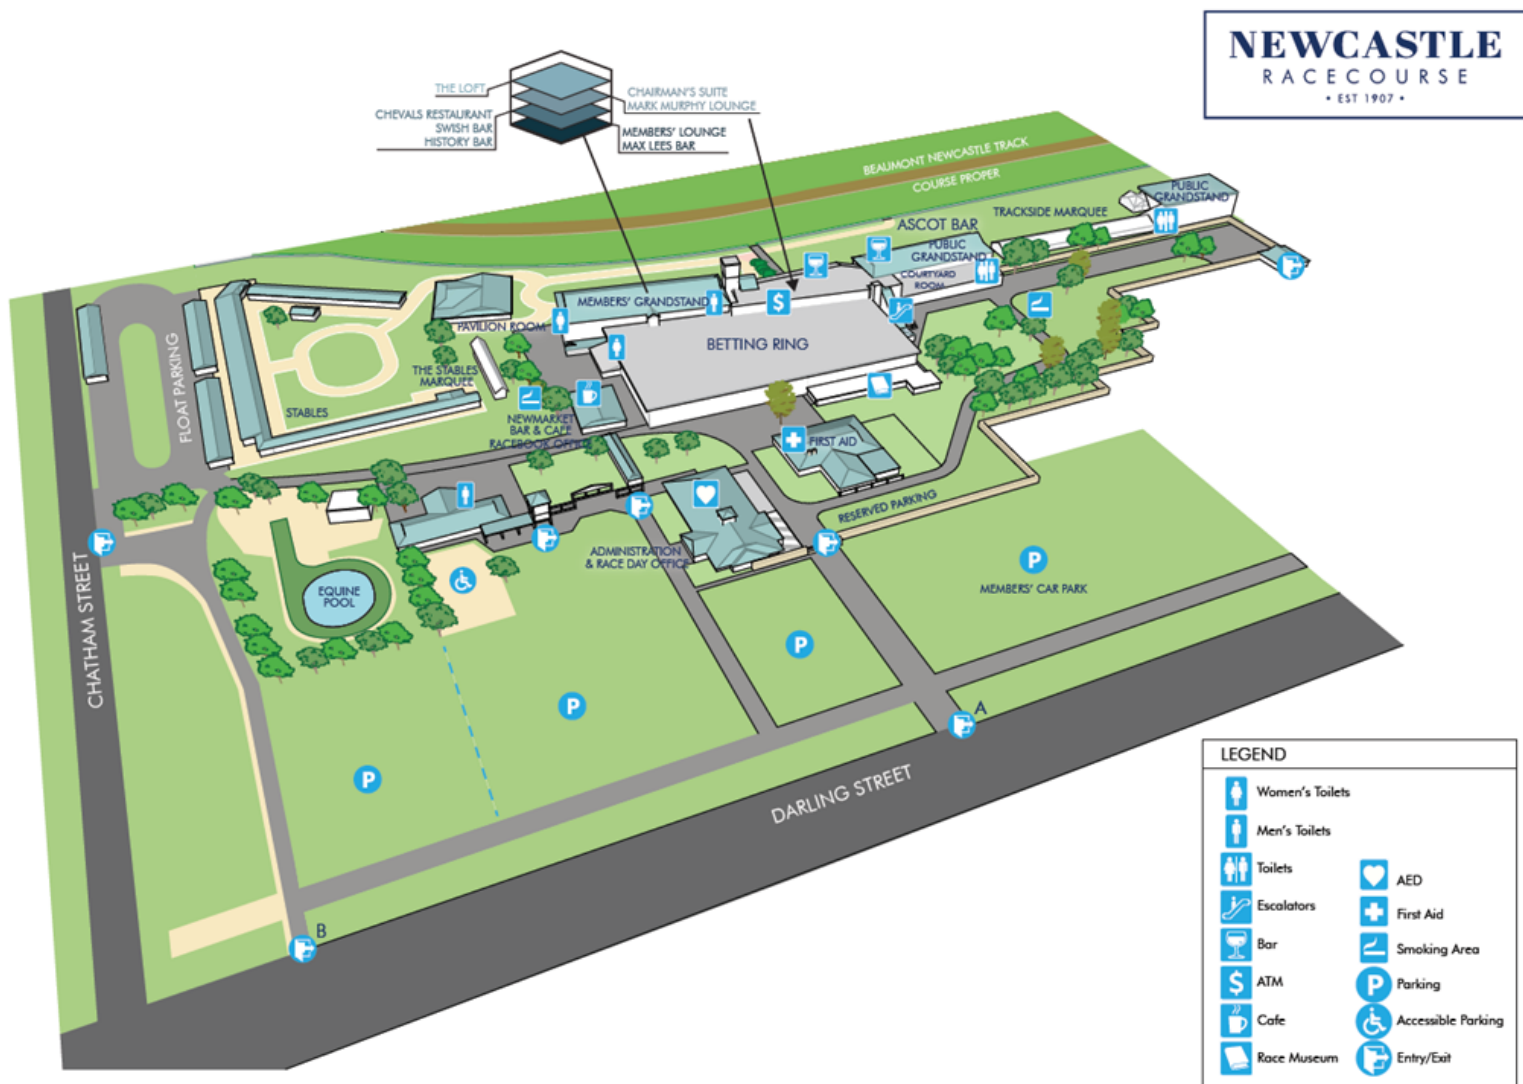 NEWCASTLE
RACECOURSE
• EST 1907 •
THE LOFT
CHAIRMAN'S SUITE
MARK MURPHY LOUNGE
CHEVALS RESTAURANT
SWISH BAR
HISTORY BAR
MEMBERS' LOUNGE
MAX LEES BAR
BEAUMONT NEWCASTLE TRACK
COURSE PROPER
PUBLIC
GRANDSTAND
TRACKSIDE MARQUEE
ASCOT BAR
PUBLIC
GRANDSTAND
COURTYARD
ROOM
MEMBERS' GRANDSTAND
$
PAVILION ROOM
BETTING RING
FLOAT PARKING
THE STABLES
MARQUEE
STABLES
NEWMARKET
BAR & CAFE
RACEBOOK OFFICE
FIRST AID
RESERVED PARKING
ADMINISTRATION
& RACE DAY OFFICE
P
MEMBERS' CAR PARK
EQUINE
POOL
CHATHAM STREET
P
P
P
A
DARLING STREET
B
LEGEND
Women's Toilets
Men's Toilets
Toilets
Escalators
Bar
$ ATM
Cafe
Race Museum
AED
First Aid
Smoking Area
P Parking
Accessible Parking
Entry/Exit